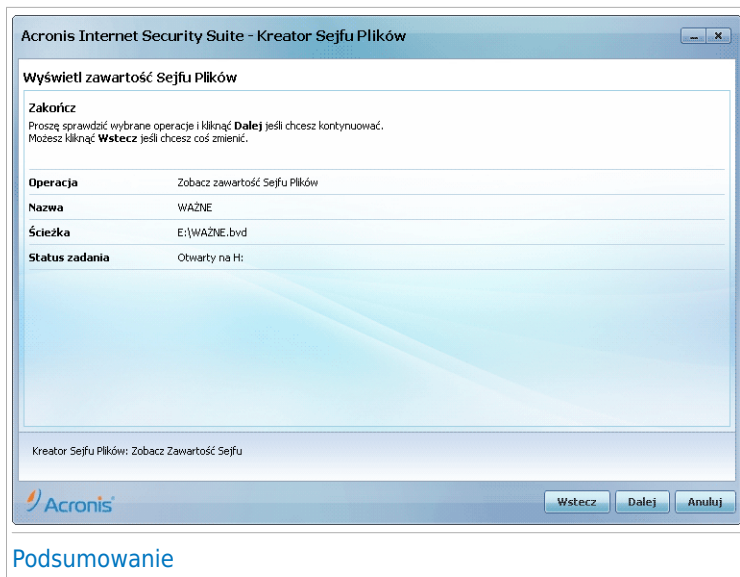 Acronis Internet Security Suite - Kreator Sejfu Plików
Wyświetl zawartość Sejfu Plików
Zakończ
Proszę sprawdzić wybrane operacje i kliknąć Dalej jeśli chcesz kontynuować.
Możesz kliknąć Wstecz jeśli chcesz coś zmienić.
Operacja Zobacz zawartość Sejfu Plików
Nazwa WAŻNE
Ścieżka E:\WAŻNE.bvd
Status zadania Otwarty na H:
Kreator Sejfu Plików: Zobacz Zawartość Sejfu
Acronis Wstecz Dalej Anuluj
Podsumowanie